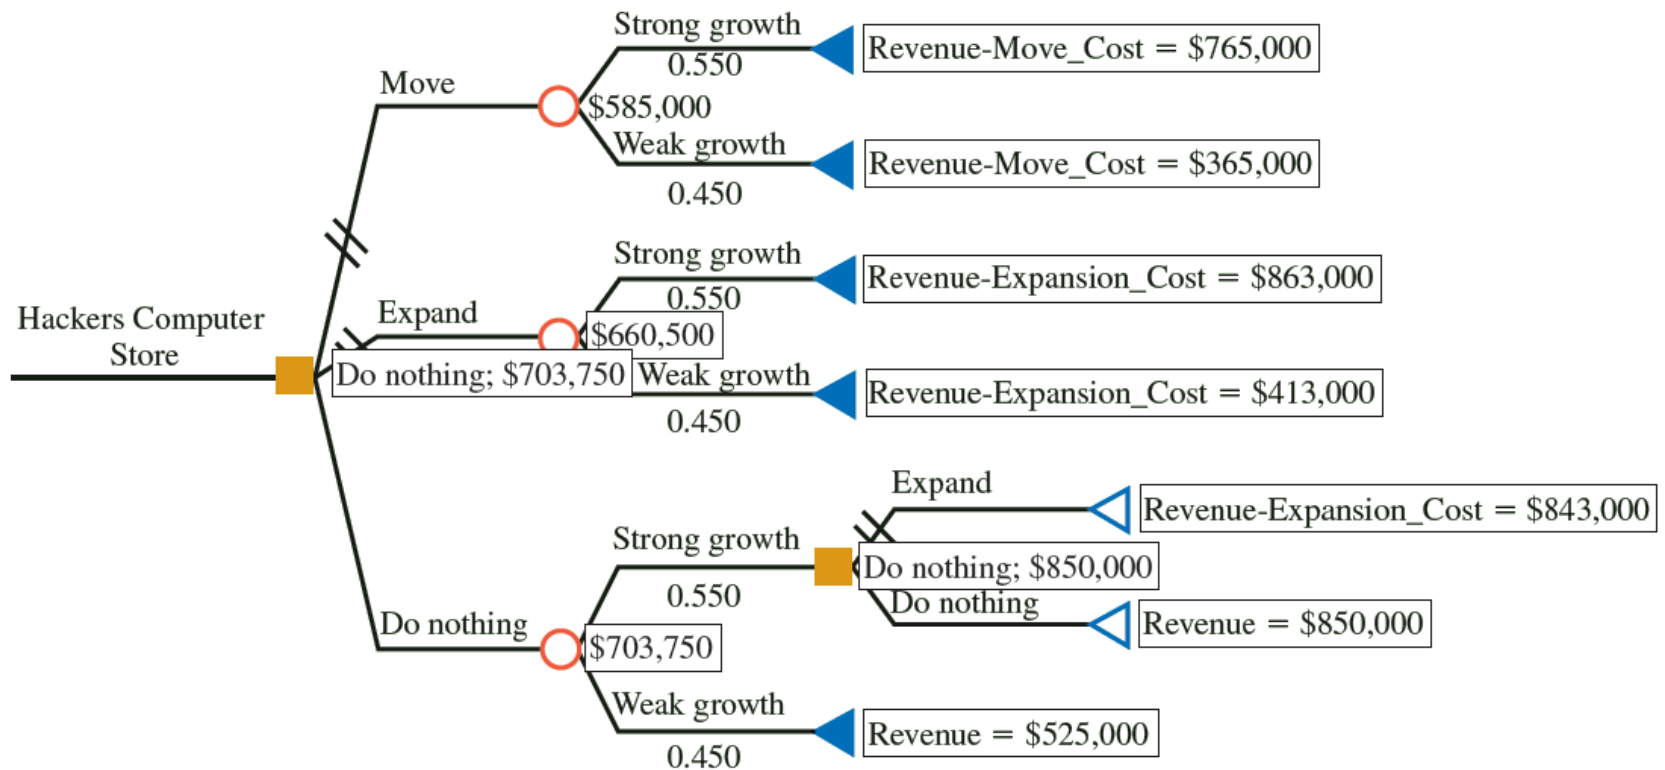 Strong growth
Revenue-Move_Cost = $765,000
0.550
Move
$585,000
Weak growth
Revenue-Move_Cost = $365,000
0.450
Strong growth
Revenue-Expansion_Cost = $863,000
0.550
Expand
$660,500
Hackers Computer
Store
Do nothing; $703,750
Weak growth
Revenue-Expansion_Cost = $413,000
0.450
Expand
Revenue-Expansion_Cost = $843,000
Strong growth
Do nothing; $850,000
0.550
Do nothing
Revenue = $850,000
Do nothing
$703,750
Weak growth
Revenue = $525,000
0.450